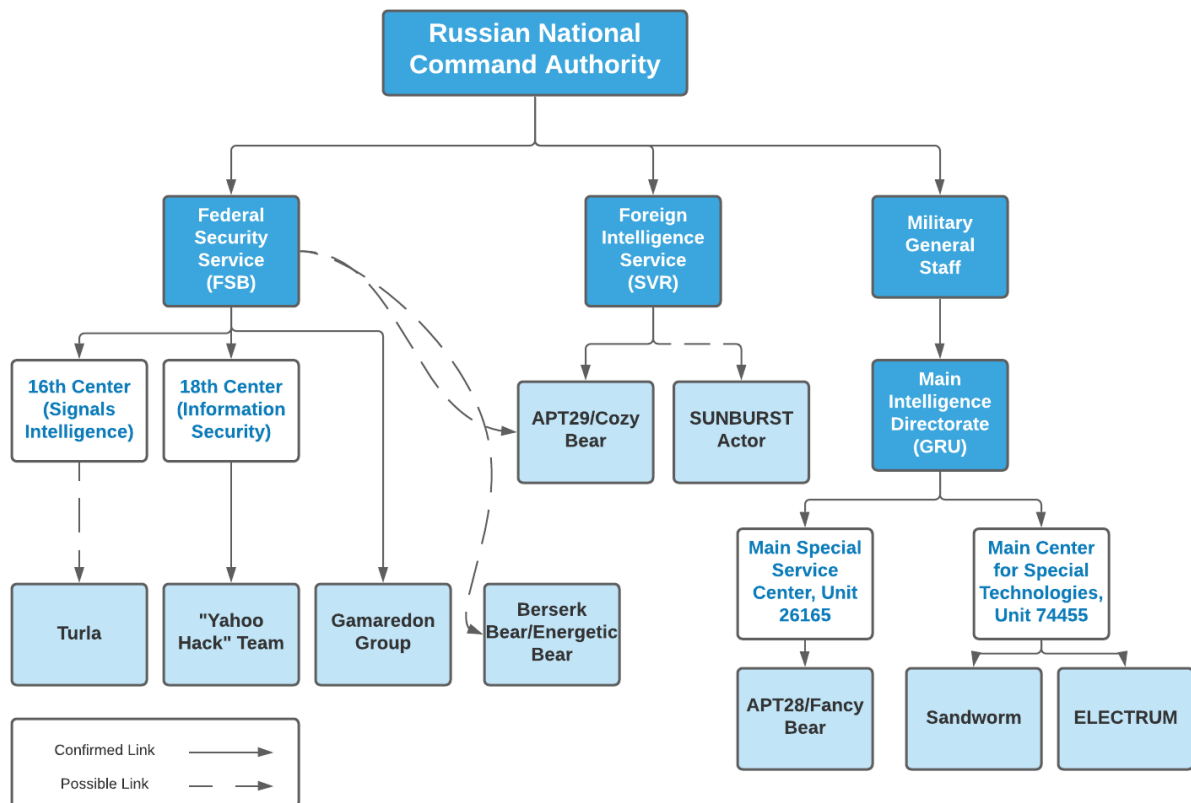 Russian National
Command Authority
Federal
Security
Service
(FSB)
Foreign
Intelligence
Service
(SVR)
Military
General
Staff
16th Center
(Signals
Intelligence)
18th Center
(Information
Security)
APT29/Cozy
Bear
SUNBURST
Actor
Main
Intelligence
Directorate
(GRU)
Main Special
Service
Center, Unit
26165
Main Center
for Special
Technologies,
Unit 74455
Turla
"Yahoo
Hack" Team
Gamaredon
Group
Berserk
Bear/Energetic
Bear
APT28/Fancy
Bear
Sandworm
ELECTRUM
Confirmed Link
Possible Link